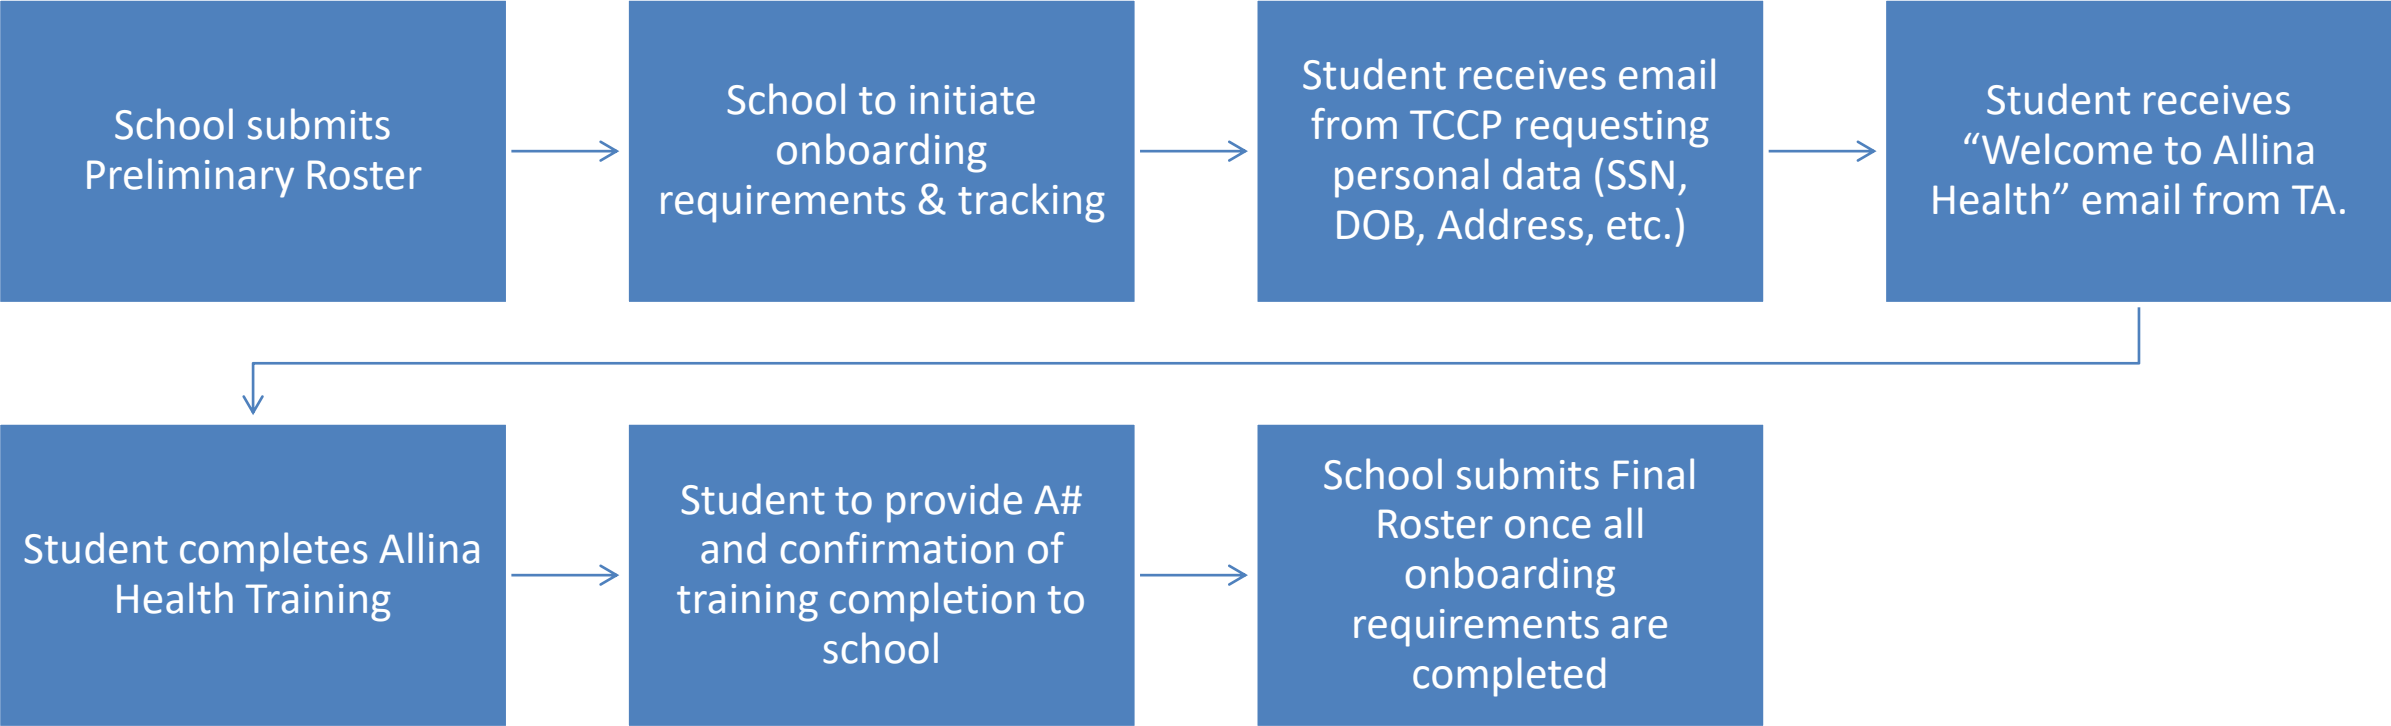 School submits
Preliminary Roster
School to initiate
onboarding
requirements & tracking
Student receives email
from TCCP requesting
personal data (SSN,
DOB, Address, etc.)
Student receives
“Welcome to Allina
Health” email from TA.
Student completes Allina
Health Training
Student to provide A#
and confirmation of
training completion to
school
School submits Final
Roster once all
onboarding
requirements are
completed